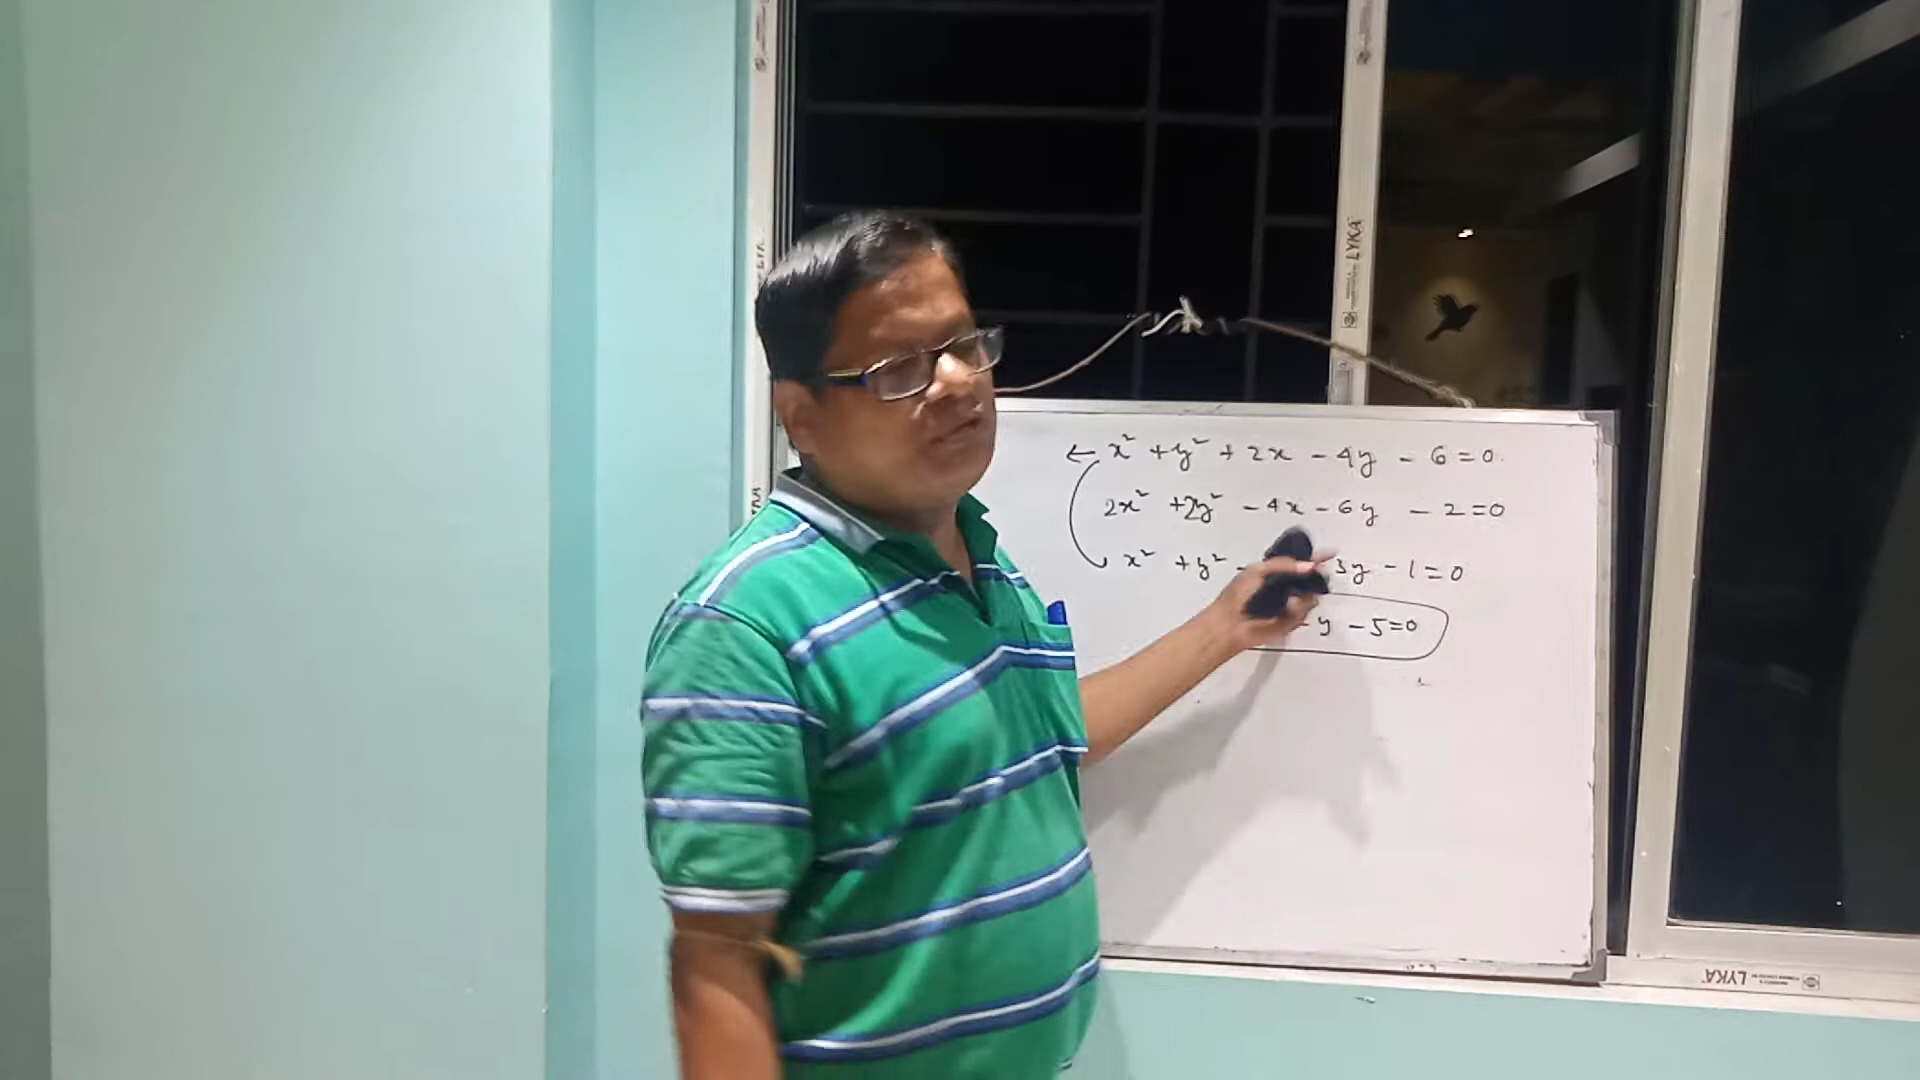 LYKA
← x² + y² + 2x - 4y - 6 = 0.
2x² + 2y² - 4x - 6y - 2 = 0
x² + y² - 3y - 1 = 0
- y - 5 = 0
LYKA